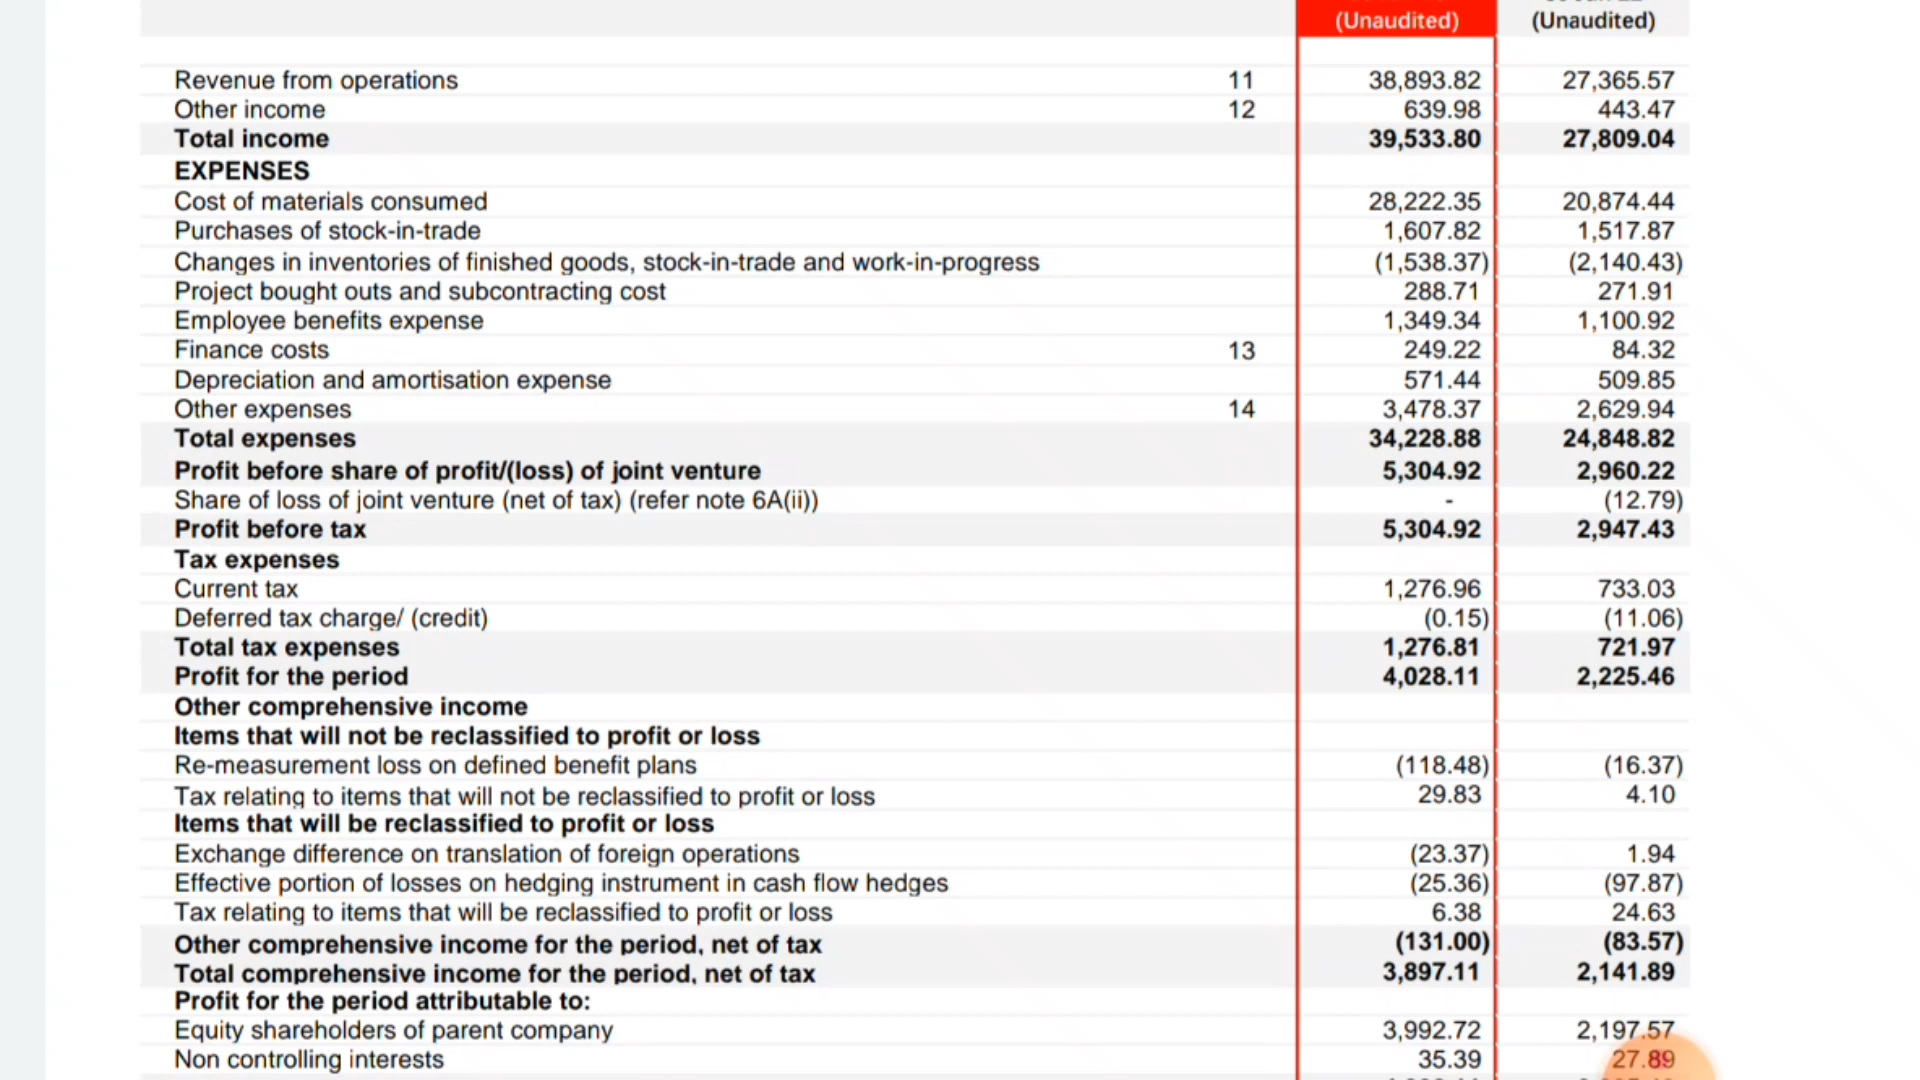 (Unaudited) (Unaudited)
Revenue from operations 11 38,893.82 27,365.57
Other income 12 639.98 443.47
Total income 39,533.80 27,809.04
EXPENSES
Cost of materials consumed 28,222.35 20,874.44
Purchases of stock-in-trade 1,607.82 1,517.87
Changes in inventories of finished goods, stock-in-trade and work-in-progress (1,538.37) (2,140.43)
Project bought outs and subcontracting cost 288.71 271.91
Employee benefits expense 1,349.34 1,100.92
Finance costs 13 249.22 84.32
Depreciation and amortisation expense 571.44 509.85
Other expenses 14 3,478.37 2,629.94
Total expenses 34,228.88 24,848.82
Profit before share of profit/(loss) of joint venture 5,304.92 2,960.22
Share of loss of joint venture (net of tax) (refer note 6A(ii)) - (12.79)
Profit before tax 5,304.92 2,947.43
Tax expenses
Current tax 1,276.96 733.03
Deferred tax charge/ (credit) (0.15) (11.06)
Total tax expenses 1,276.81 721.97
Profit for the period 4,028.11 2,225.46
Other comprehensive income
Items that will not be reclassified to profit or loss
Re-measurement loss on defined benefit plans (118.48) (16.37)
Tax relating to items that will not be reclassified to profit or loss 29.83 4.10
Items that will be reclassified to profit or loss
Exchange difference on translation of foreign operations (23.37) 1.94
Effective portion of losses on hedging instrument in cash flow hedges (25.36) (97.87)
Tax relating to items that will be reclassified to profit or loss 6.38 24.63
Other comprehensive income for the period, net of tax (131.00) (83.57)
Total comprehensive income for the period, net of tax 3,897.11 2,141.89
Profit for the period attributable to:
Equity shareholders of parent company 3,992.72 2,197.57
Non controlling interests 35.39 27.89